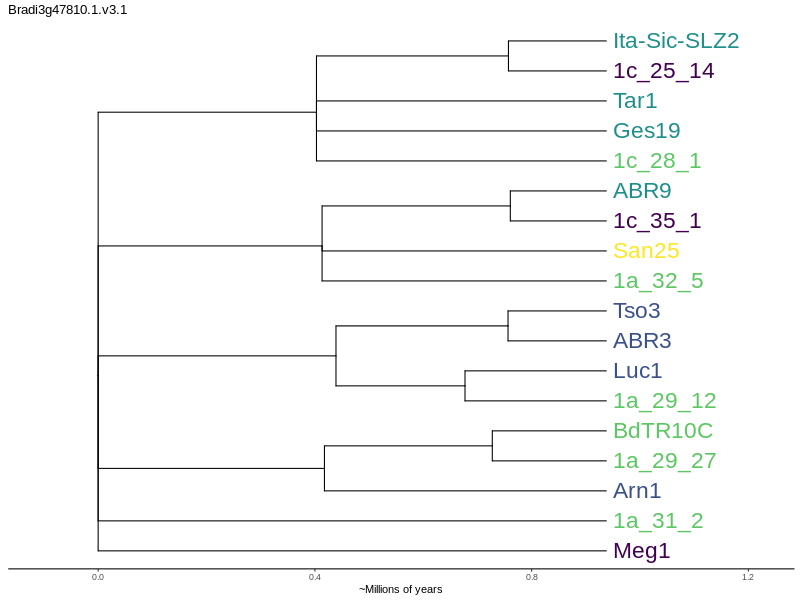 Bradi3g47810.1.v3.1
Ita-Sic-SLZ2
1c_25_14
Tar1
Ges19
1c_28_1
ABR9
1c_35_1
San25
1a_32_5
Tso3
ABR3
Luc1
1a_29_12
BdTR10C
1a_29_27
Arn1
1a_31_2
Meg1
0.0 0.4 0.8 1.2
~Millions of years